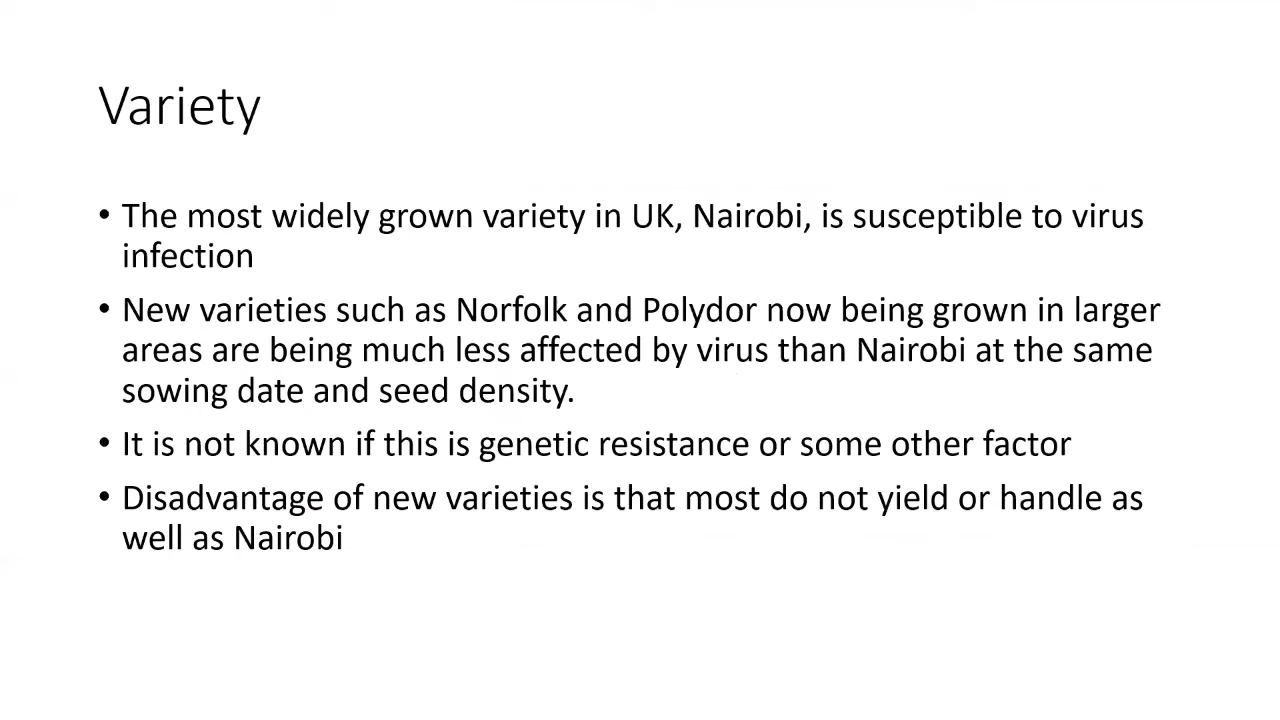 Variety
• The most widely grown variety in UK, Nairobi, is susceptible to virus
infection
• New varieties such as Norfolk and Polydor now being grown in larger
areas are being much less affected by virus than Nairobi at the same
sowing date and seed density.
• It is not known if this is genetic resistance or some other factor
• Disadvantage of new varieties is that most do not yield or handle as
well as Nairobi